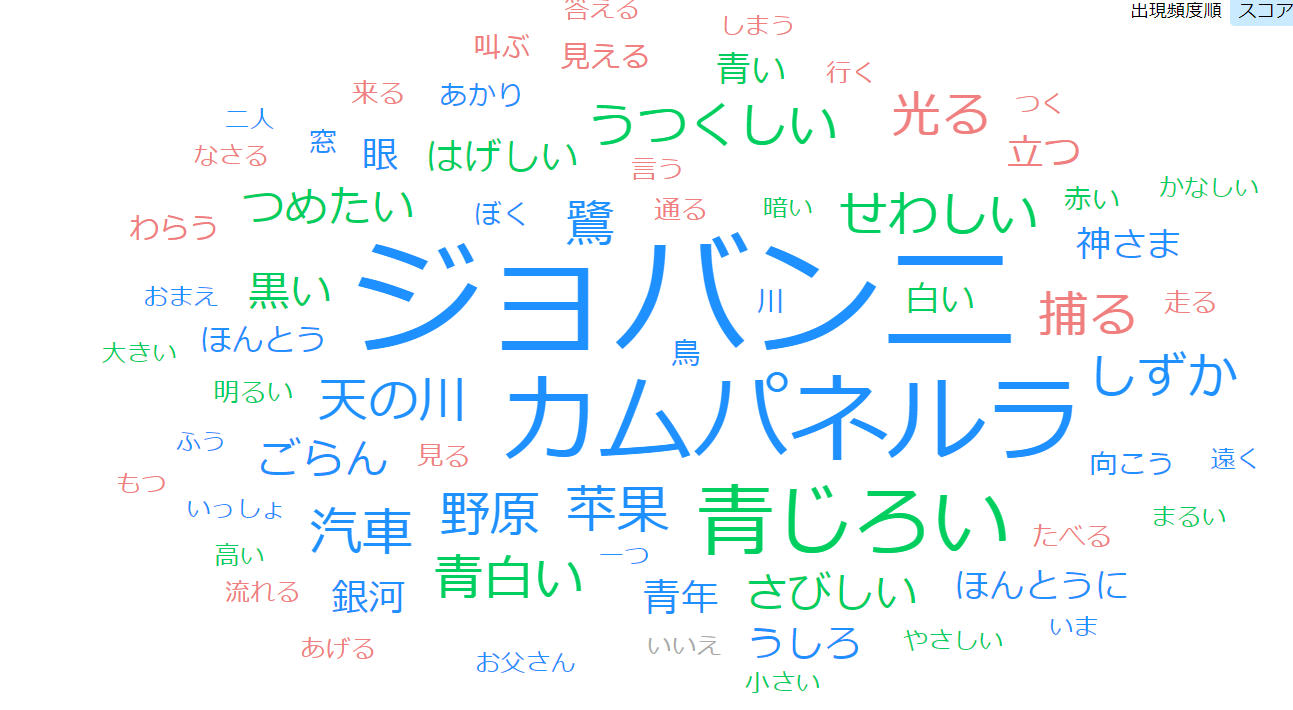 出現頻度順 スコア
答える
しまう
叫ぶ
見える
青い
行く
来る
あかり
うつくしい
光る
つく
二人
窓
眼
はげしい
立つ
なさる
言う
つめたい
ぼく
鷺
通る
暗い
せわしい
赤い
かなしい
わらう
神さま
ジョバンニ
おまえ
黒い
川
白い
捕る
走る
大きい
ほんとう
鳥
しずか
明るい
天の川
カムパネルラ
ふう
ごらん
見る
向こう
遠く
もつ
いっしょ
汽車
野原
苹果
青じろい
たべる
まるい
高い
青白い
一つ
流れる
銀河
青年
さびしい
ほんとうに
あげる
お父さん
いいえ
うしろ
やさしい
いま
小さい